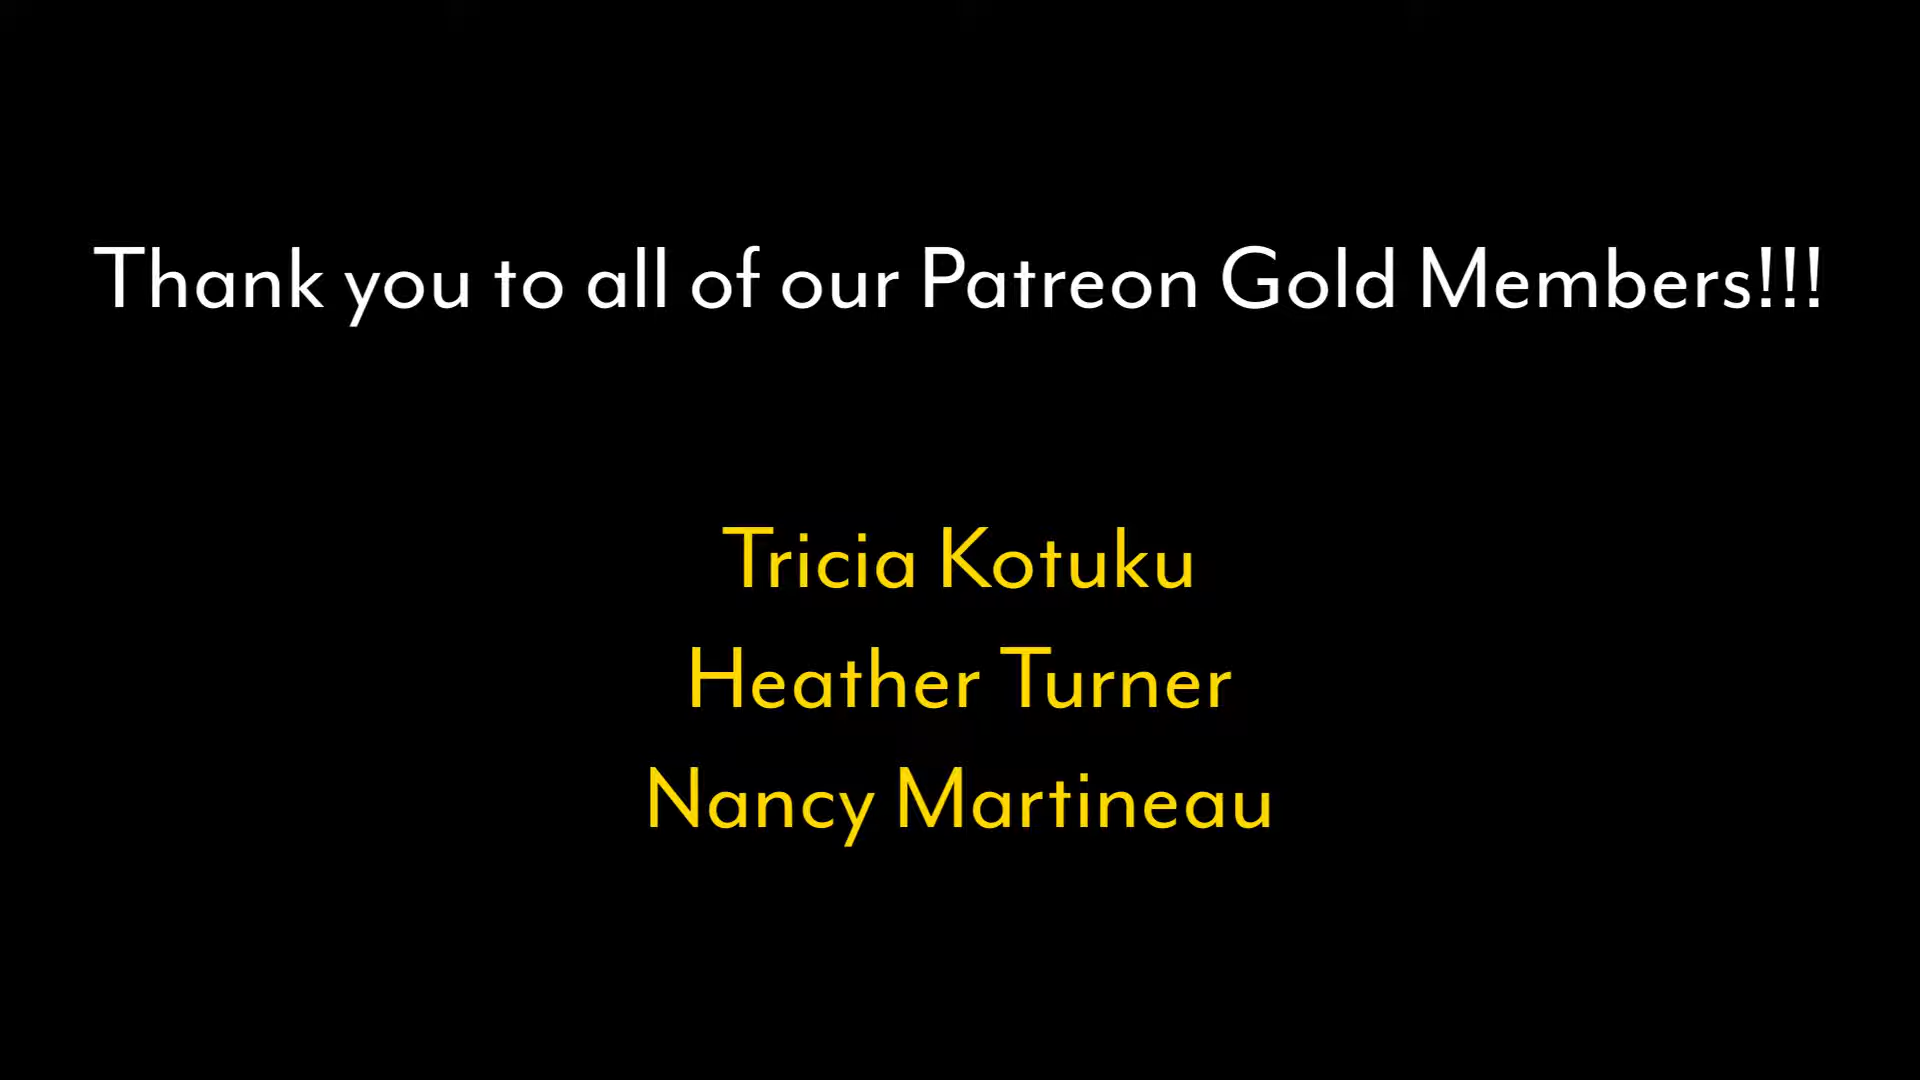 Thank you to all of our Patreon Gold Members!!!
Tricia Kotuku
Heather Turner
Nancy Martineau